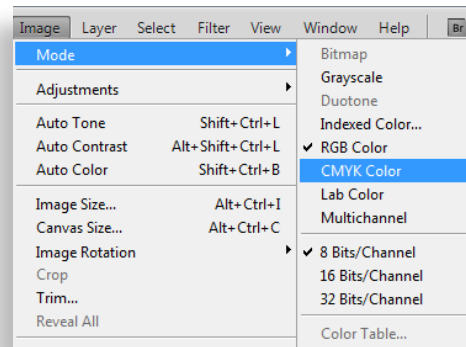 Image Layer Select Filter View Window Help Br
Mode
Adjustments
Auto Tone Shift+Ctrl+L
Auto Contrast Alt+Shift+Ctrl+L
Auto Color Shift+Ctrl+B
Image Size... Alt+Ctrl+I
Canvas Size... Alt+Ctrl+C
Image Rotation
Crop
Trim...
Reveal All
Bitmap
Grayscale
Duotone
Indexed Color...
✓ RGB Color
CMYK Color
Lab Color
Multichannel
✓ 8 Bits/Channel
16 Bits/Channel
32 Bits/Channel
Color Table...